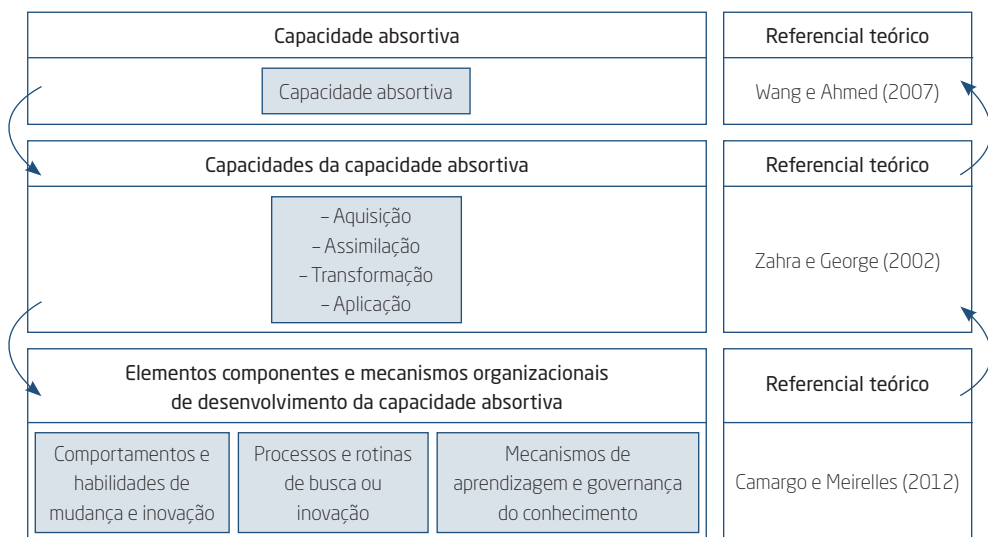 Capacidade absortiva
Referencial teórico
Capacidade absortiva
Wang e Ahmed (2007)
Capacidades da capacidade absortiva
Referencial teórico
– Aquisição
– Assimilação
– Transformação
– Aplicação
Zahra e George (2002)
Elementos componentes e mecanismos organizacionais
de desenvolvimento da capacidade absortiva
Referencial teórico
Comportamentos e
habilidades de
mudança e inovação
Processos e rotinas
de busca ou
inovação
Mecanismos de
aprendizagem e governança
do conhecimento
Camargo e Meirelles (2012)